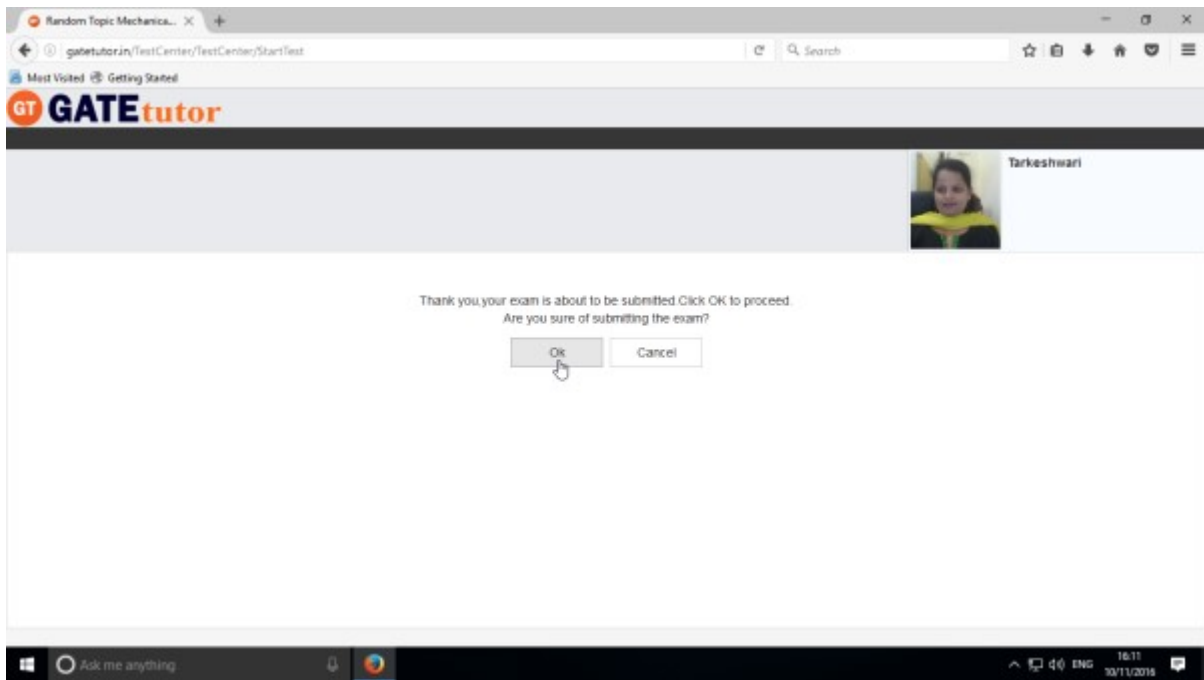 Random Topic Mechanica...
gatetutor.in/TestCenter/TestCenter/StartTest
Search
Most Visited
Getting Started
GT GATEtutor
Tarkeshwari
Thank you,your exam is about to be submitted.Click OK to proceed.
Are you sure of submitting the exam?
Ok
Cancel
Ask me anything
ENG
16:11
10/11/2016